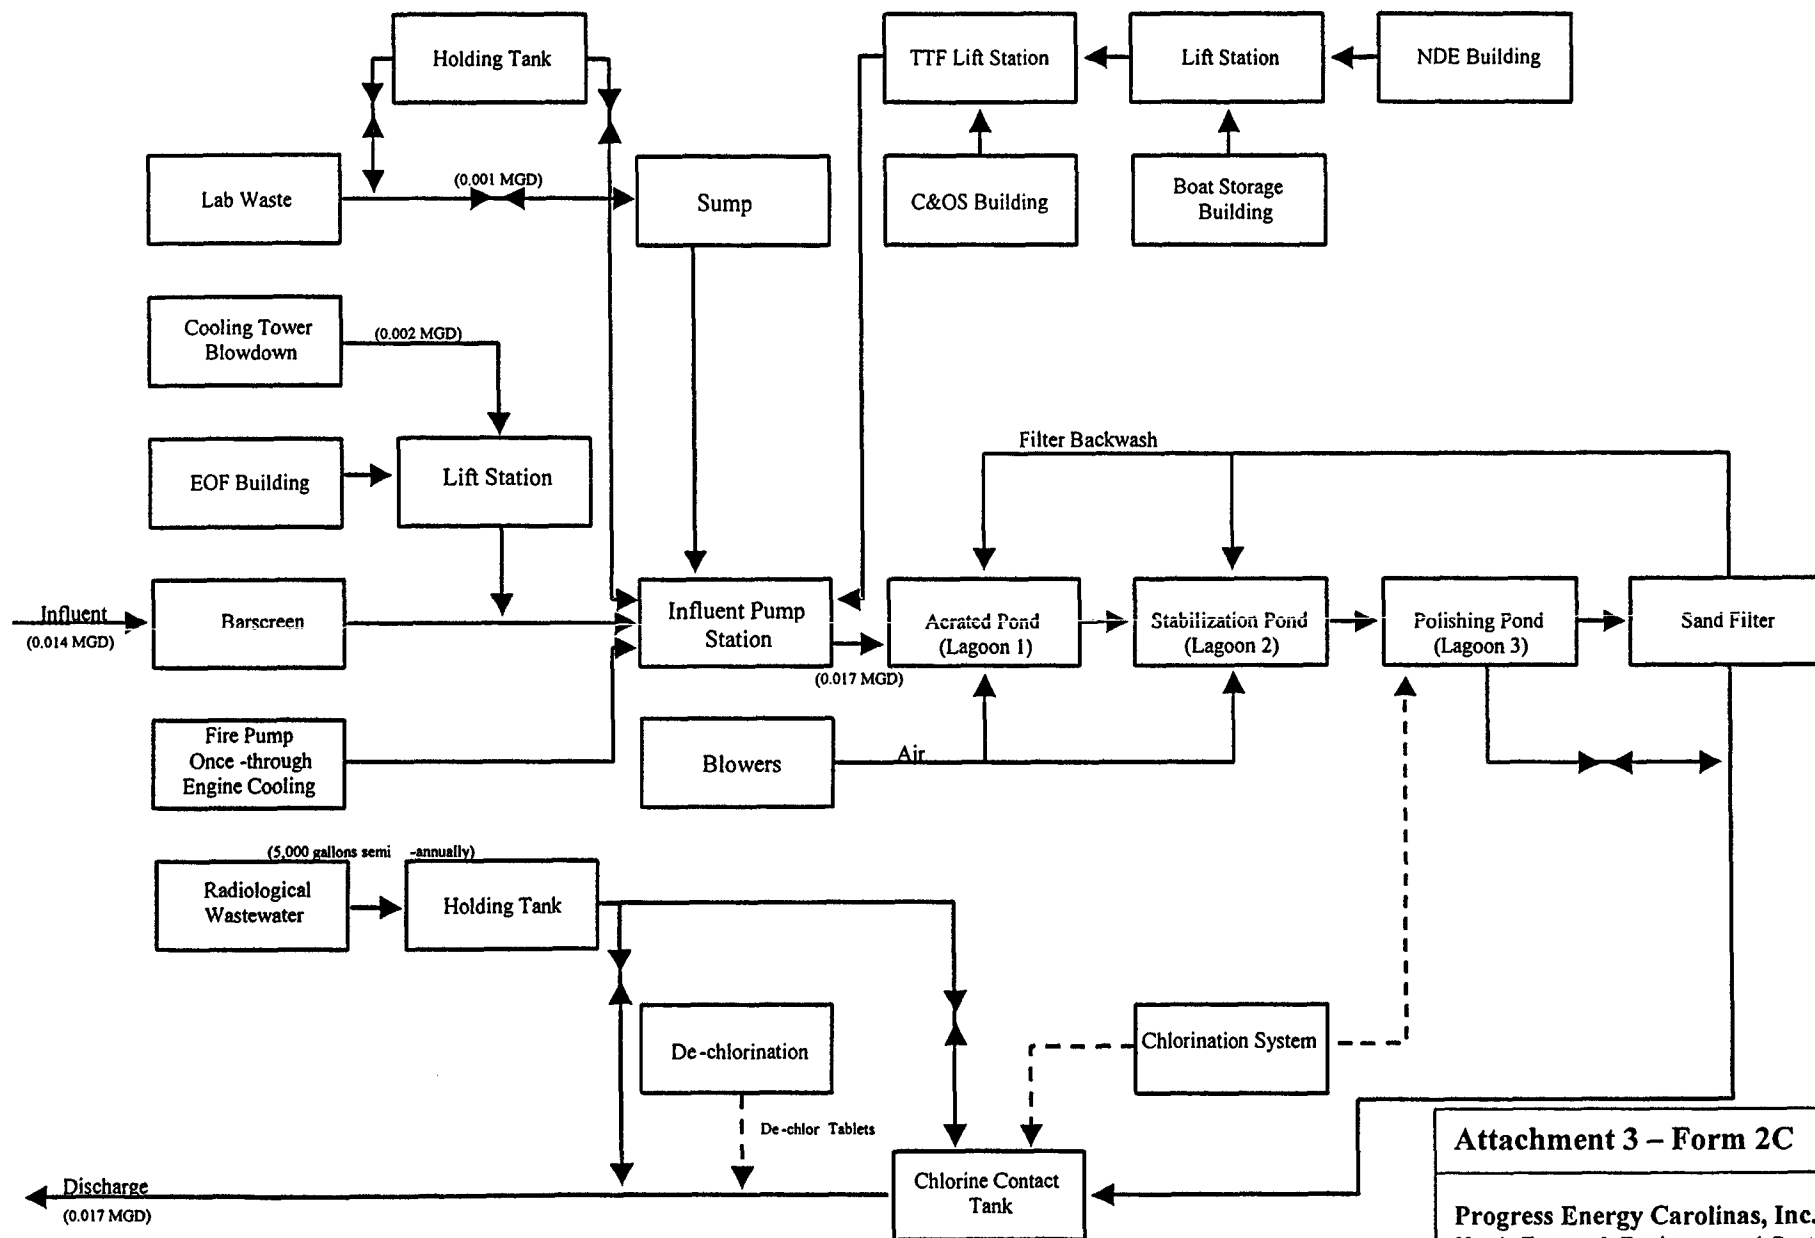 Holding Tank
TTF Lift Station
Lift Station
NDE Building
Lab Waste
(0.001 MGD)
Sump
C&OS Building
Boat Storage
Building
Cooling Tower
Blowdown
(0.002 MGD)
EOF Building
Lift Station
Filter Backwash
Influent
(0.014 MGD)
Barscreen
Influent Pump
Station
(0.017 MGD)
Aerated Pond
(Lagoon 1)
Stabilization Pond
(Lagoon 2)
Polishing Pond
(Lagoon 3)
Sand Filter
Fire Pump
Once -through
Engine Cooling
Blowers
Air
(5,000 gallons semi -annually)
Radiological
Wastewater
Holding Tank
De-chlorination
De-chlor Tablets
Chlorination System
Chlorine Contact
Tank
Discharge
(0.017 MGD)
Attachment 3 – Form 2C
Progress Energy Carolinas, Inc.